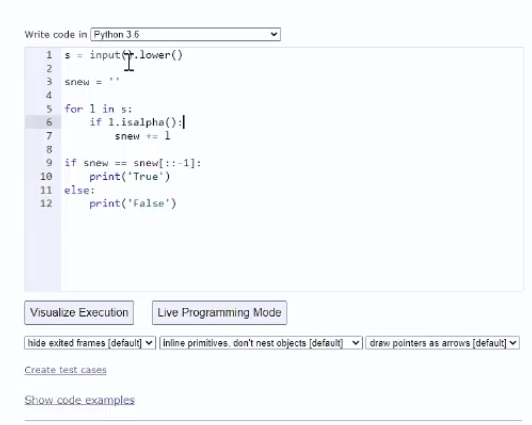 Write code in Python 3.6
1 s = input().lower()
2
3 snew = ''
4
5 for l in s:
6 if l.isalpha():
7 snew += l
8
9 if snew == snew[::-1]:
10 print('True')
11 else:
12 print('False')
Visualize Execution Live Programming Mode
hide exited frames [default] inline primitives, don't nest objects [default] draw pointers as arrows [default]
Create test cases
Show code examples